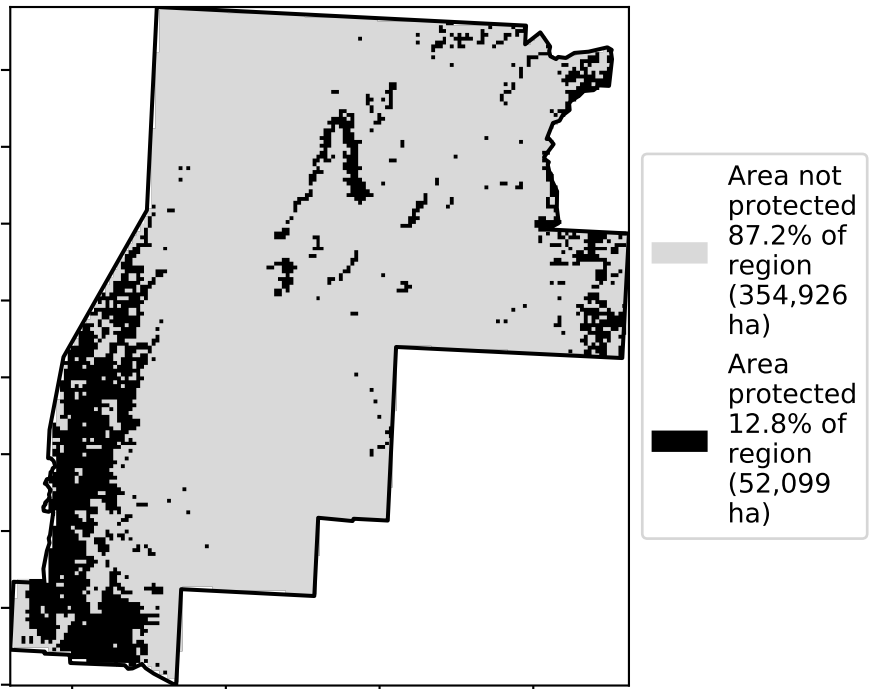 Area not
protected
87.2% of
region
(354,926
ha)
Area
protected
12.8% of
region
(52,099
ha)